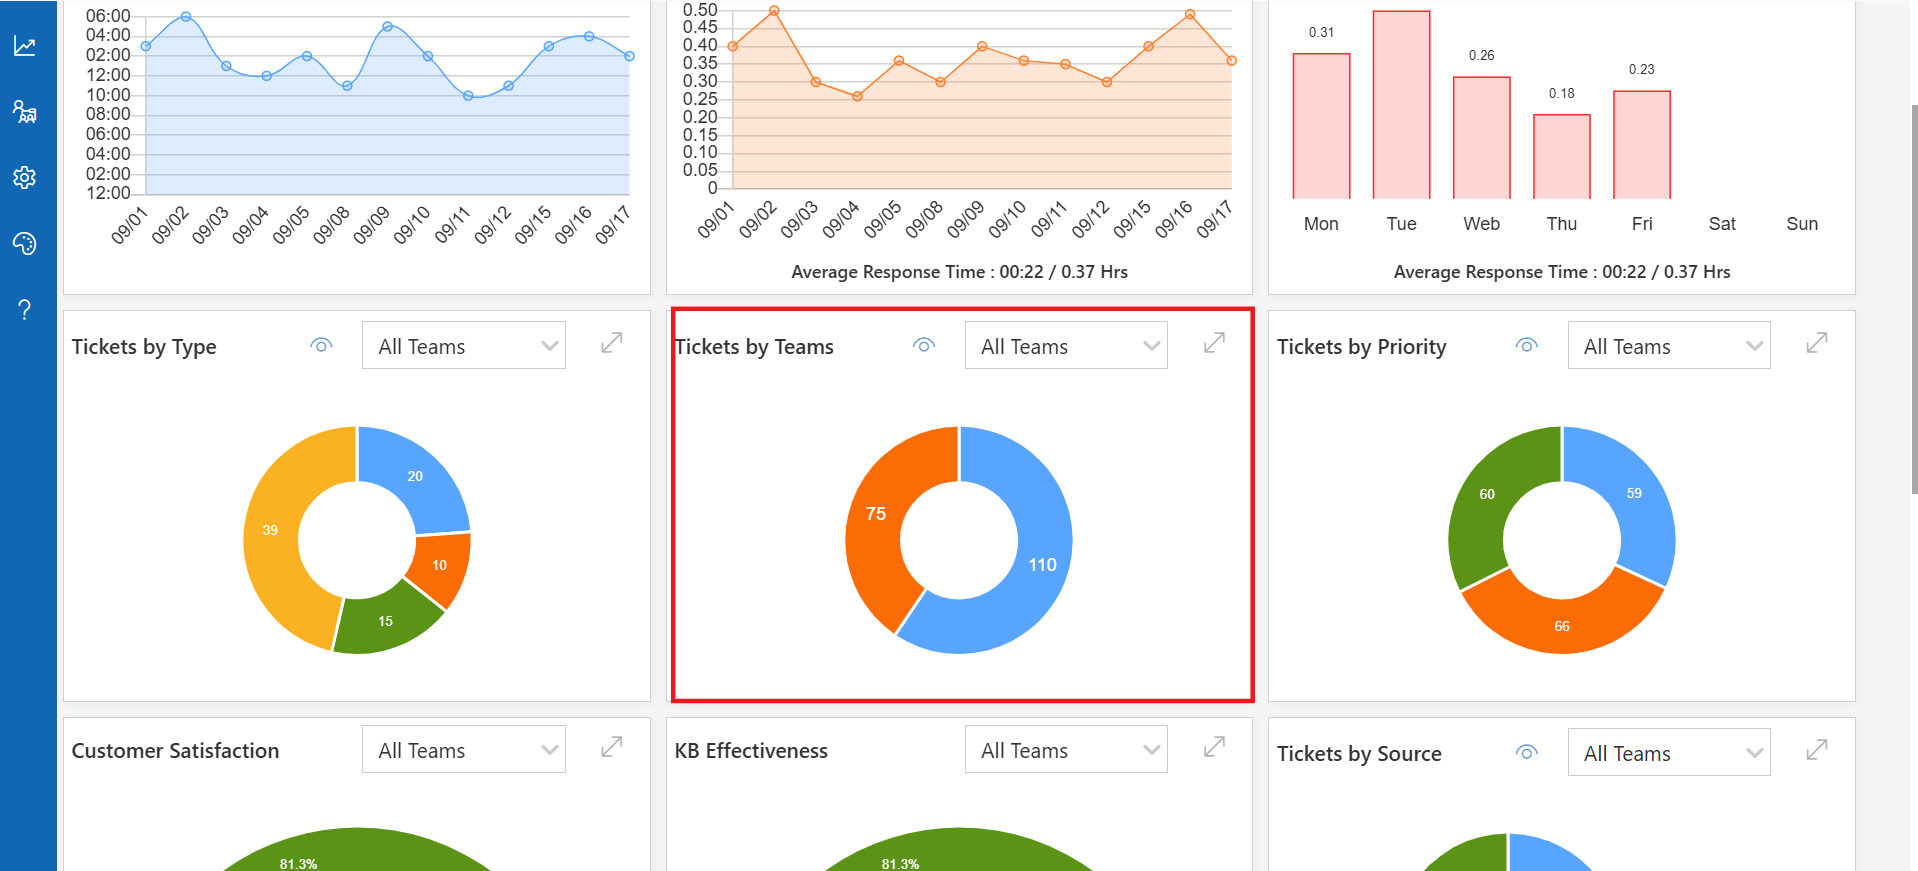 06:00
04:00
02:00
12:00
10:00
08:00
06:00
04:00
02:00
12:00
09/01 09/02 09/03 09/04 09/05 09/08 09/09 09/10 09/11 09/12 09/15 09/16 09/17
0.50
0.45
0.40
0.35
0.30
0.25
0.20
0.15
0.10
0.05
0
09/01 09/02 09/03 09/04 09/05 09/08 09/09 09/10 09/11 09/12 09/15 09/16 09/17
Average Response Time : 00:22 / 0.37 Hrs
0.31
0.26
0.18
0.23
Mon Tue Web Thu Fri Sat Sun
Average Response Time : 00:22 / 0.37 Hrs
Tickets by Type
All Teams
20
39
10
15
Tickets by Teams
All Teams
75
110
Tickets by Priority
All Teams
60
59
66
Customer Satisfaction
All Teams
81.3%
KB Effectiveness
All Teams
81.3%
Tickets by Source
All Teams